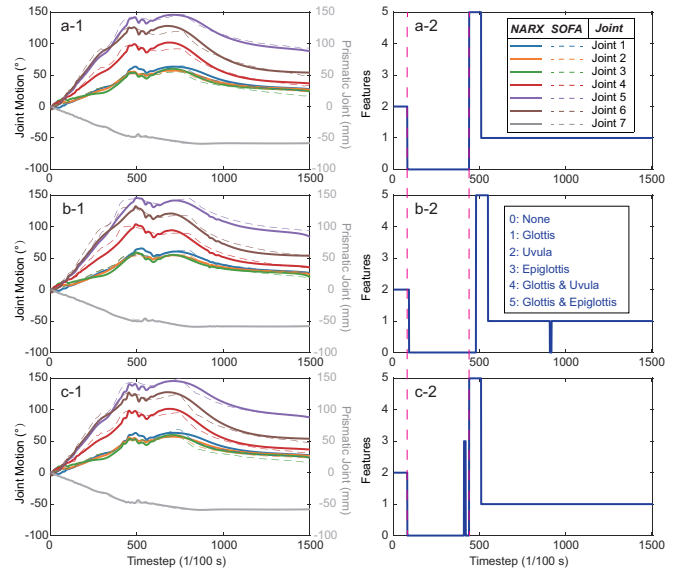 a-1
Joint Motion (°)
150
100
50
0
-50
-100
0
500
1000
1500
150
100
50
0
-50
-100
Prismatic Joint (mm)
a-2
Features
5
4
3
2
1
0
0
500
1000
1500
NARX SOFA Joint
Joint 1
Joint 2
Joint 3
Joint 4
Joint 5
Joint 6
Joint 7
b-1
Joint Motion (°)
150
100
50
0
-50
-100
0
500
1000
1500
150
100
50
0
-50
-100
Prismatic Joint (mm)
b-2
Features
5
4
3
2
1
0
0
500
1000
1500
0: None
1: Glottis
2: Uvula
3: Epiglottis
4: Glottis & Uvula
5: Glottis & Epiglottis
c-1
Joint Motion (°)
150
100
50
0
-50
-100
0
500
1000
1500
Timestep (1/100 s)
150
100
50
0
-50
-100
Prismatic Joint (mm)
c-2
Features
5
4
3
2
1
0
0
500
1000
1500
Timestep (1/100 s)